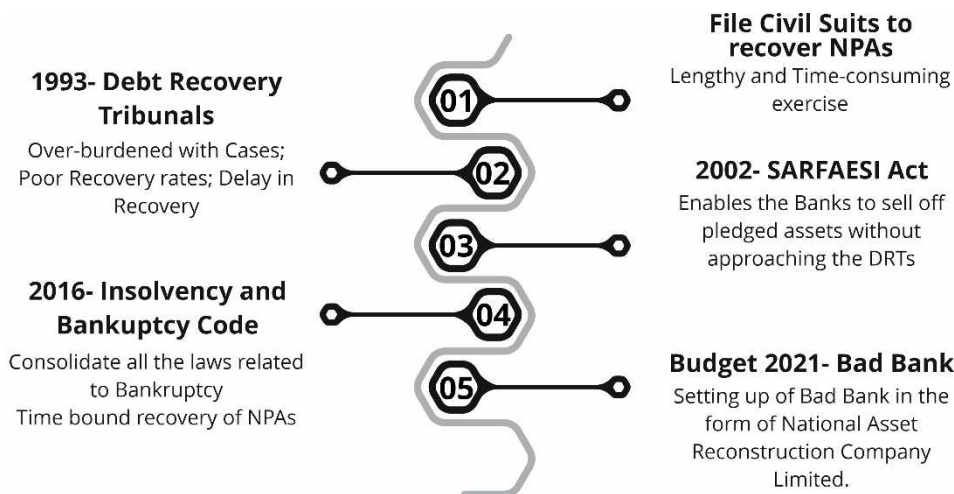 01
File Civil Suits to
recover NPAs
Lengthy and Time-consuming
exercise
1993- Debt Recovery
Tribunals
Over-burdened with Cases;
Poor Recovery rates; Delay in
Recovery
02
03
2002- SARFAESI Act
Enables the Banks to sell off
pledged assets without
approaching the DRTs
2016- Insolvency and
Bankuptcy Code
Consolidate all the laws related
to Bankruptcy
Time bound recovery of NPAs
04
05
Budget 2021- Bad Bank
Setting up of Bad Bank in the
form of National Asset
Reconstruction Company
Limited.